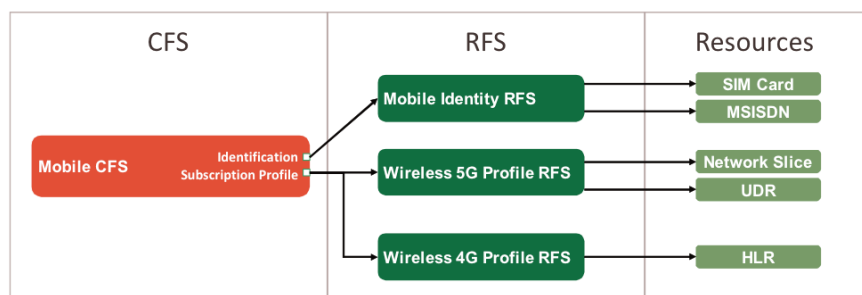 CFS
RFS
Resources
Mobile CFS
Identification
Subscription Profile
Mobile Identity RFS
Wireless 5G Profile RFS
Wireless 4G Profile RFS
SIM Card
MSISDN
Network Slice
UDR
HLR